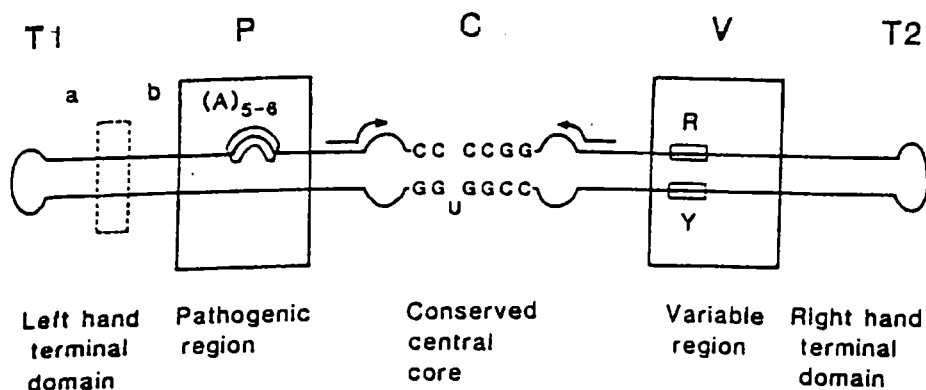 T1 P C V T2
a b (A)5-6 R
CC CCGG
GG GGCC
U
Y
Left hand terminal domain
Pathogenic region
Conserved central core
Variable region
Right hand terminal domain